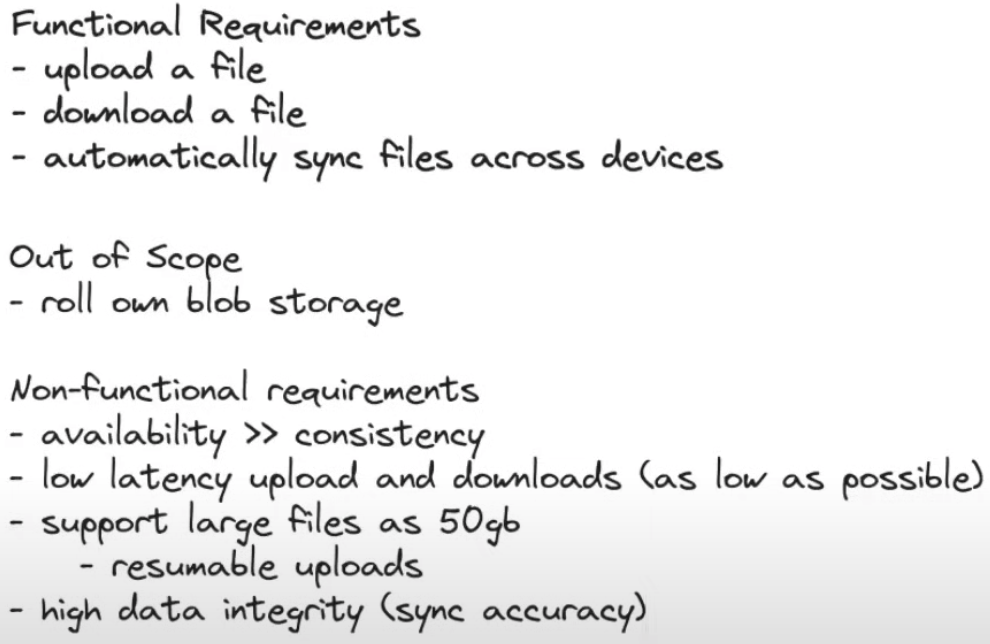 Functional Requirements
- upload a file
- download a file
- automatically sync files across devices
Out of Scope
- roll own blob storage
Non-functional requirements
- availability >> consistency
- low latency upload and downloads (as low as possible)
- support large files as 50gb
- resumable uploads
- high data integrity (sync accuracy)